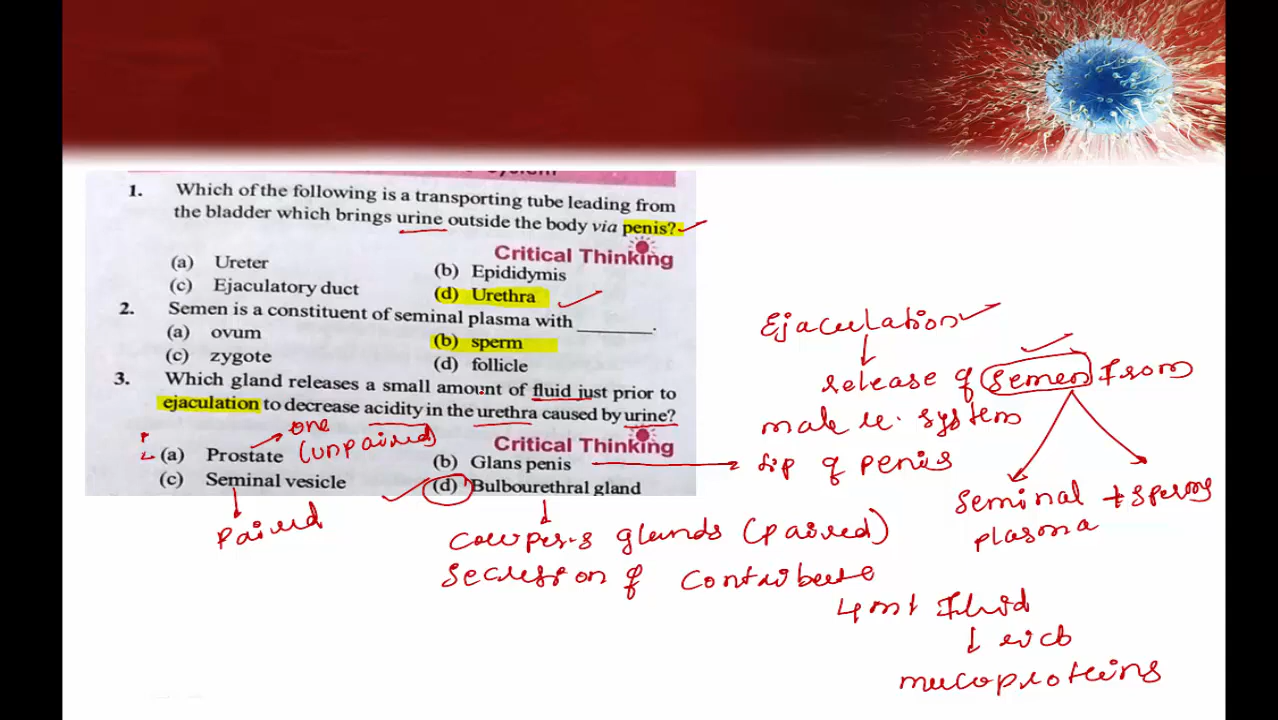 1. Which of the following is a transporting tube leading from
the bladder which brings urine outside the body via penis?
Critical Thinking
(a) Ureter (b) Epididymis
(c) Ejaculatory duct (d) Urethra
2. Semen is a constituent of seminal plasma with ________.
(a) ovum (b) sperm
(c) zygote (d) follicle
3. Which gland releases a small amount of fluid just prior to
ejaculation to decrease acidity in the urethra caused by urine?
one
(unpaired) Critical Thinking
(a) Prostate (b) Glans penis
(c) Seminal vesicle (d) Bulbourethral gland
Paired
Cowper's glands (paired)
Secression of contribute
Ejaculation
release of semen from
male re. system
tip of penis
Seminal + sperms
plasma
fluid
rich
mucoproteins